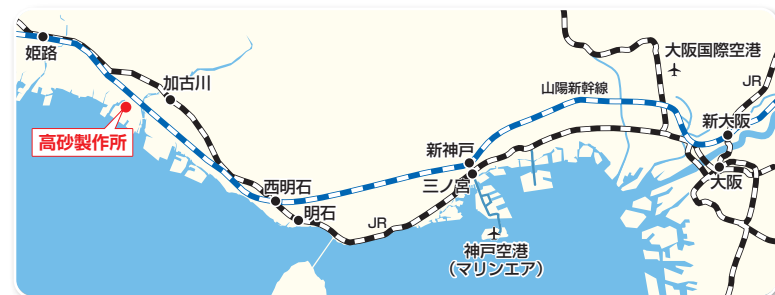 姫路
加古川
高砂製作所
西明石
明石
JR
新神戸
三ノ宮
神戸空港
（マリンエア）
山陽新幹線
大阪国際空港
JR
新大阪
大阪